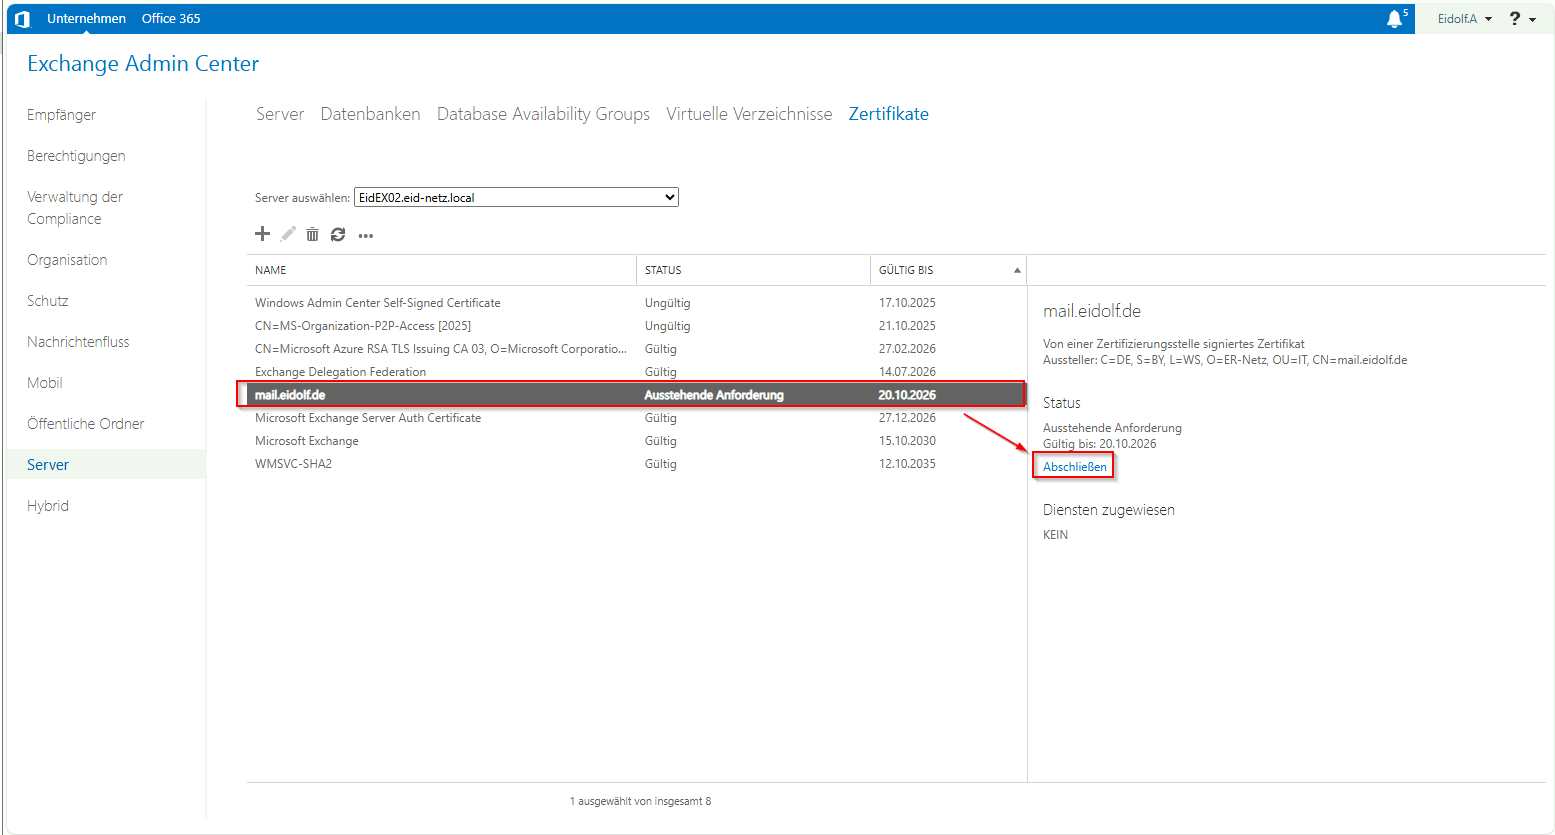 Unternehmen Office 365 5 Eidolf.A ?
Exchange Admin Center
Empfänger
Berechtigungen
Verwaltung der
Compliance
Organisation
Schutz
Nachrichtenfluss
Mobil
Öffentliche Ordner
Server
Hybrid
Server Datenbanken Database Availability Groups Virtuelle Verzeichnisse Zertifikate
Server auswählen: EidEX02.eid-netz.local
NAME STATUS GÜLTIG BIS
Windows Admin Center Self-Signed Certificate Ungültig 17.10.2025
CN=MS-Organization-P2P-Access [2025] Ungültig 21.10.2025
CN=Microsoft Azure RSA TLS Issuing CA 03, O=Microsoft Corporatio... Gültig 27.02.2026
Exchange Delegation Federation Gültig 14.07.2026
mail.eidolf.de Ausstehende Anforderung 20.10.2026
Microsoft Exchange Server Auth Certificate Gültig 27.12.2026
Microsoft Exchange Gültig 15.10.2030
WMSVC-SHA2 Gültig 12.10.2035
mail.eidolf.de
Von einer Zertifizierungsstelle signiertes Zertifikat
Aussteller: C=DE, S=BY, L=WS, O=ER-Netz, OU=IT, CN=mail.eidolf.de
Status
Ausstehende Anforderung
Gültig bis: 20.10.2026
Abschließen
Diensten zugewiesen
KEIN
1 ausgewählt von insgesamt 8